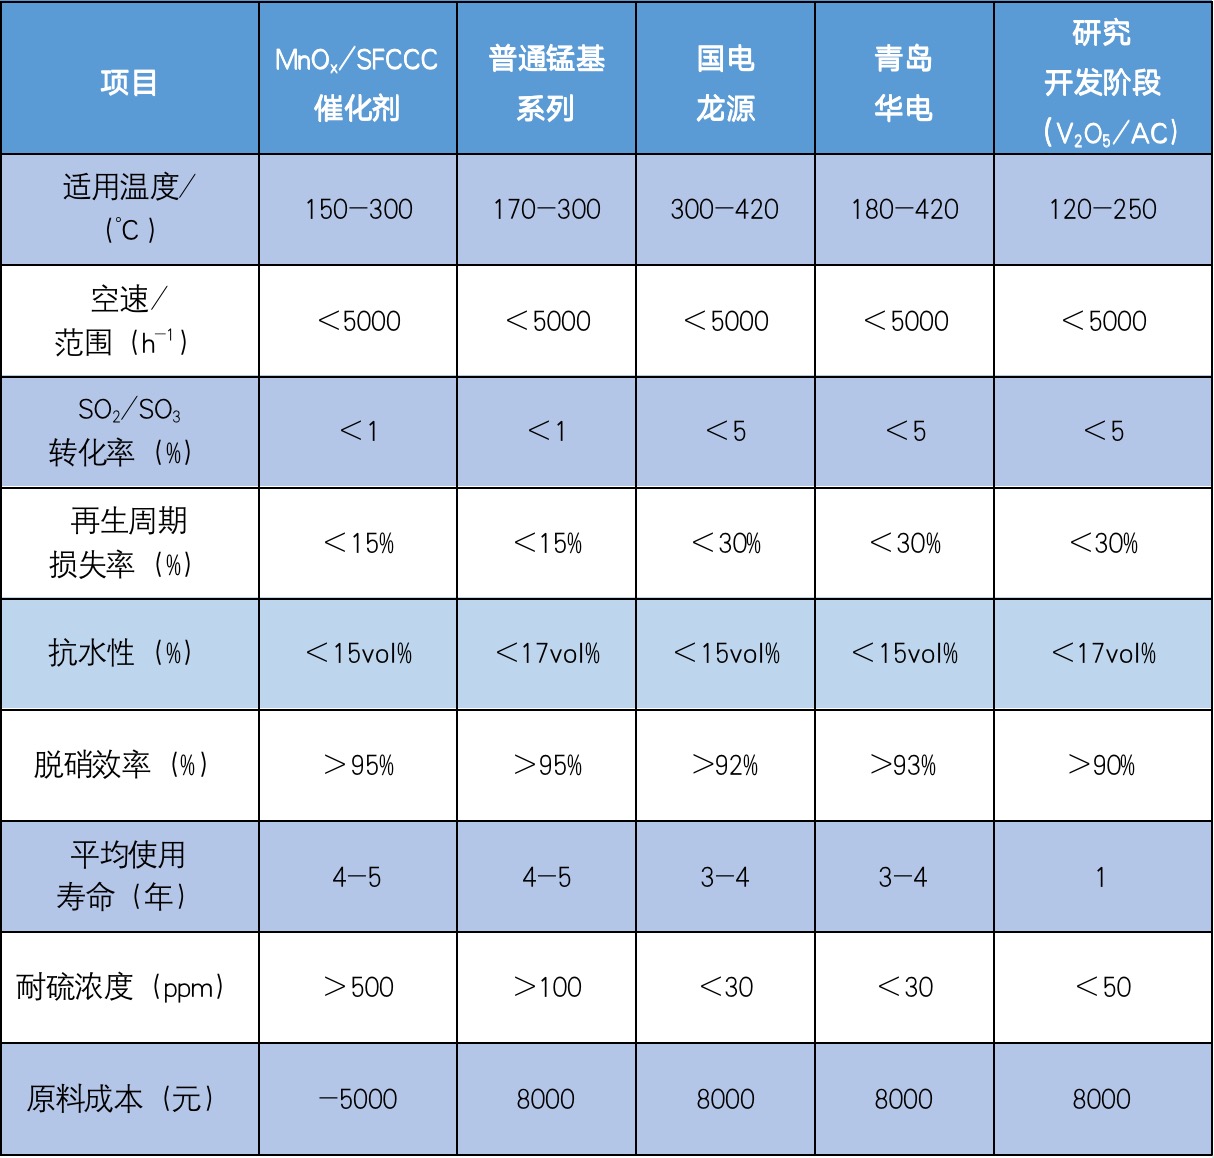 项目
MnOₓ/SFCCC
催化剂
普通锰基
系列
国电
龙源
青岛
华电
研究
开发阶段
(V₂O₅/AC)
适用温度/
(℃)
150-300
170-300
300-420
180-420
120-250
空速/
范围(h⁻¹)
<5000
<5000
<5000
<5000
<5000
SO₂/SO₃
转化率(%)
<1
<1
<5
<5
<5
再生周期
损失率(%)
<15%
<15%
<30%
<30%
<30%
抗水性(%)
<15vol%
<17vol%
<15vol%
<15vol%
<17vol%
脱硝效率(%)
>95%
>95%
>92%
>93%
>90%
平均使用
寿命(年)
4-5
4-5
3-4
3-4
1
耐硫浓度(ppm)
>500
>100
<30
<30
<50
原料成本(元)
-5000
8000
8000
8000
8000